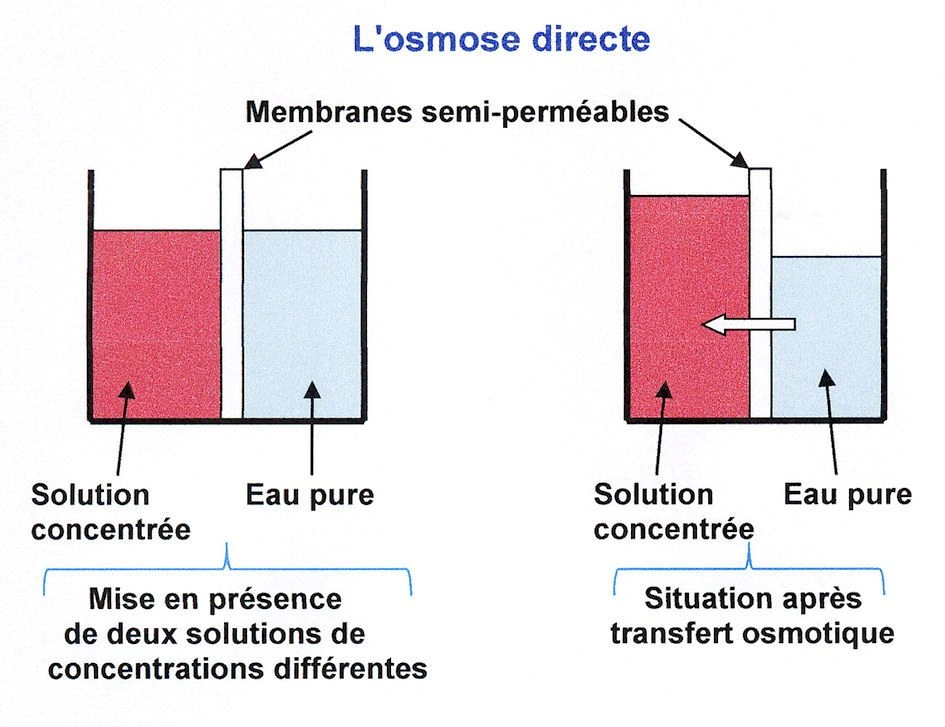 L'osmose directe
Membranes semi-perméables
Solution
concentrée
Eau pure
Solution
concentrée
Eau pure
Mise en présence
de deux solutions de
concentrations différentes
Situation après
transfert osmotique